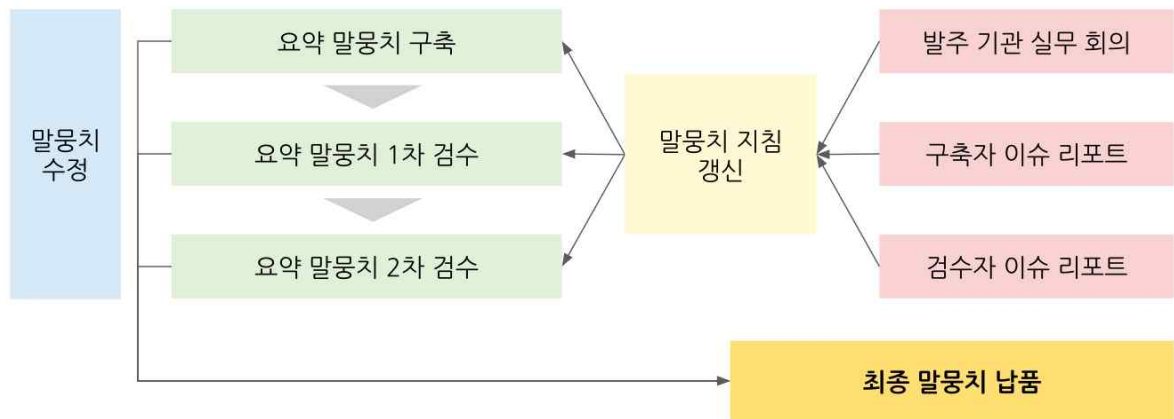 말뭉치
수정
요약 말뭉치 구축
요약 말뭉치 1차 검수
요약 말뭉치 2차 검수
말뭉치 지침
갱신
발주 기관 실무 회의
구축자 이슈 리포트
검수자 이슈 리포트
최종 말뭉치 납품